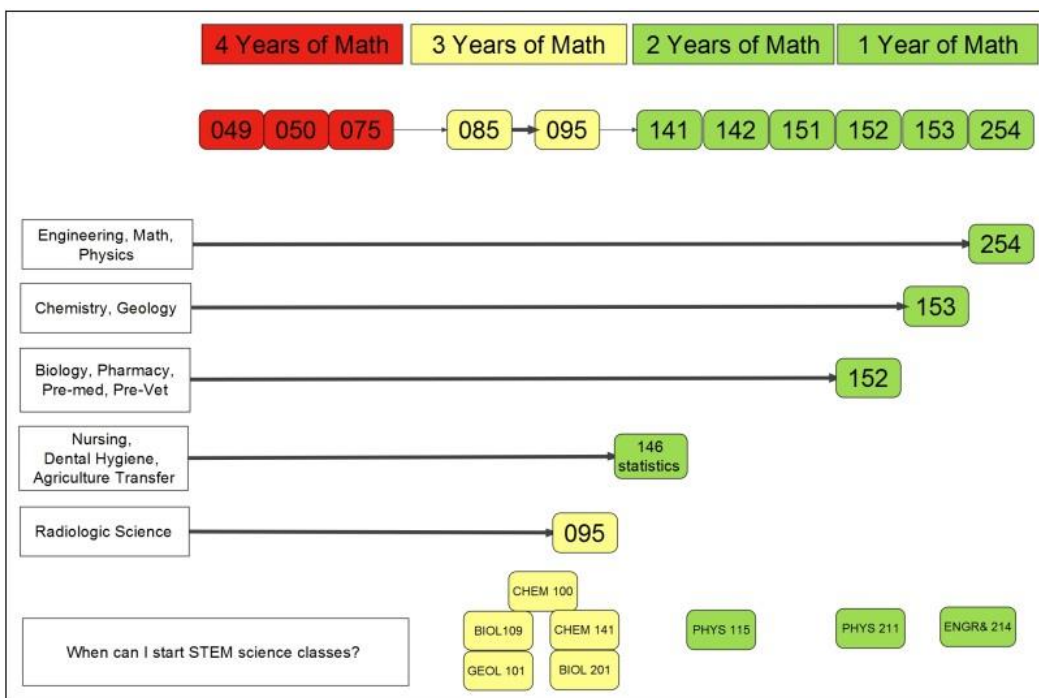 4 Years of Math
3 Years of Math
2 Years of Math
1 Year of Math
049
050
075
085
095
141
142
151
152
153
254
Engineering, Math,
Physics
254
Chemistry, Geology
153
Biology, Pharmacy,
Pre-med, Pre-Vet
152
Nursing,
Dental Hygiene,
Agriculture Transfer
146
statistics
Radiologic Science
095
When can I start STEM science classes?
CHEM 100
BIOL109
CHEM 141
GEOL 101
BIOL 201
PHYS 115
PHYS 211
ENGR& 214